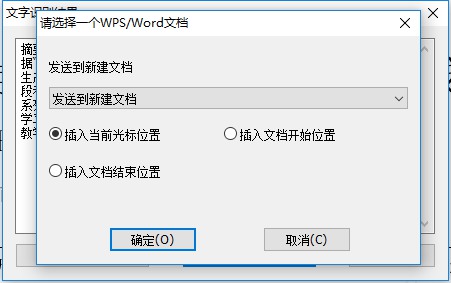 文字识别结果
请选择一个WPS/Word文档
摘要
据
生产
段
系
学
教学
发送到新建文档
发送到新建文档
插入当前光标位置 插入文档开始位置
插入文档结束位置
确定(O) 取消(C)